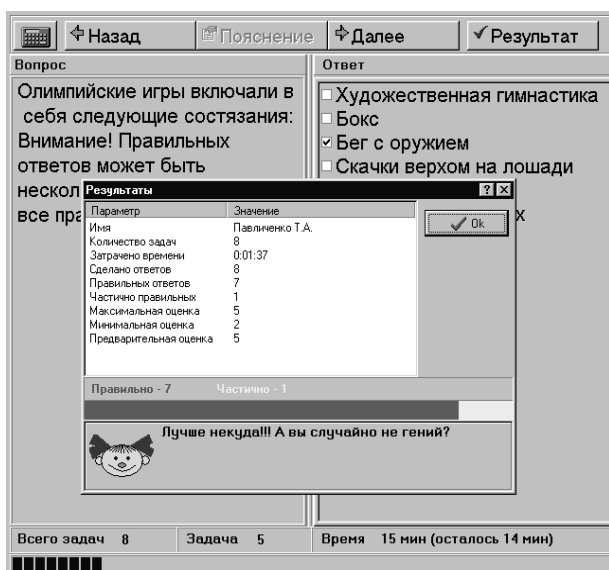 Назад
Пояснение
Далее
Результат
Вопрос
Ответ
Олимпийские игры включали в
себя следующие состязания:
Внимание! Правильных
ответов может быть
все
Художественная гимнастика
Бокс
Бег с оружием
Скачки верхом на лошади
Результаты
Параметр Значение
Имя Павличенко Т.А.
Количество задач 8
Затрачено времени 0:01:37
Сделано ответов 8
Правильных ответов 7
Частично правильных 1
Максимальная оценка 5
Минимальная оценка 2
Предварительная оценка 5
Ok
Правильно - 7 Частично - 1
Лучше некуда!!! А вы случайно не гений?
Всего задач 8 Задача 5 Время 15 мин (осталось 14 мин)